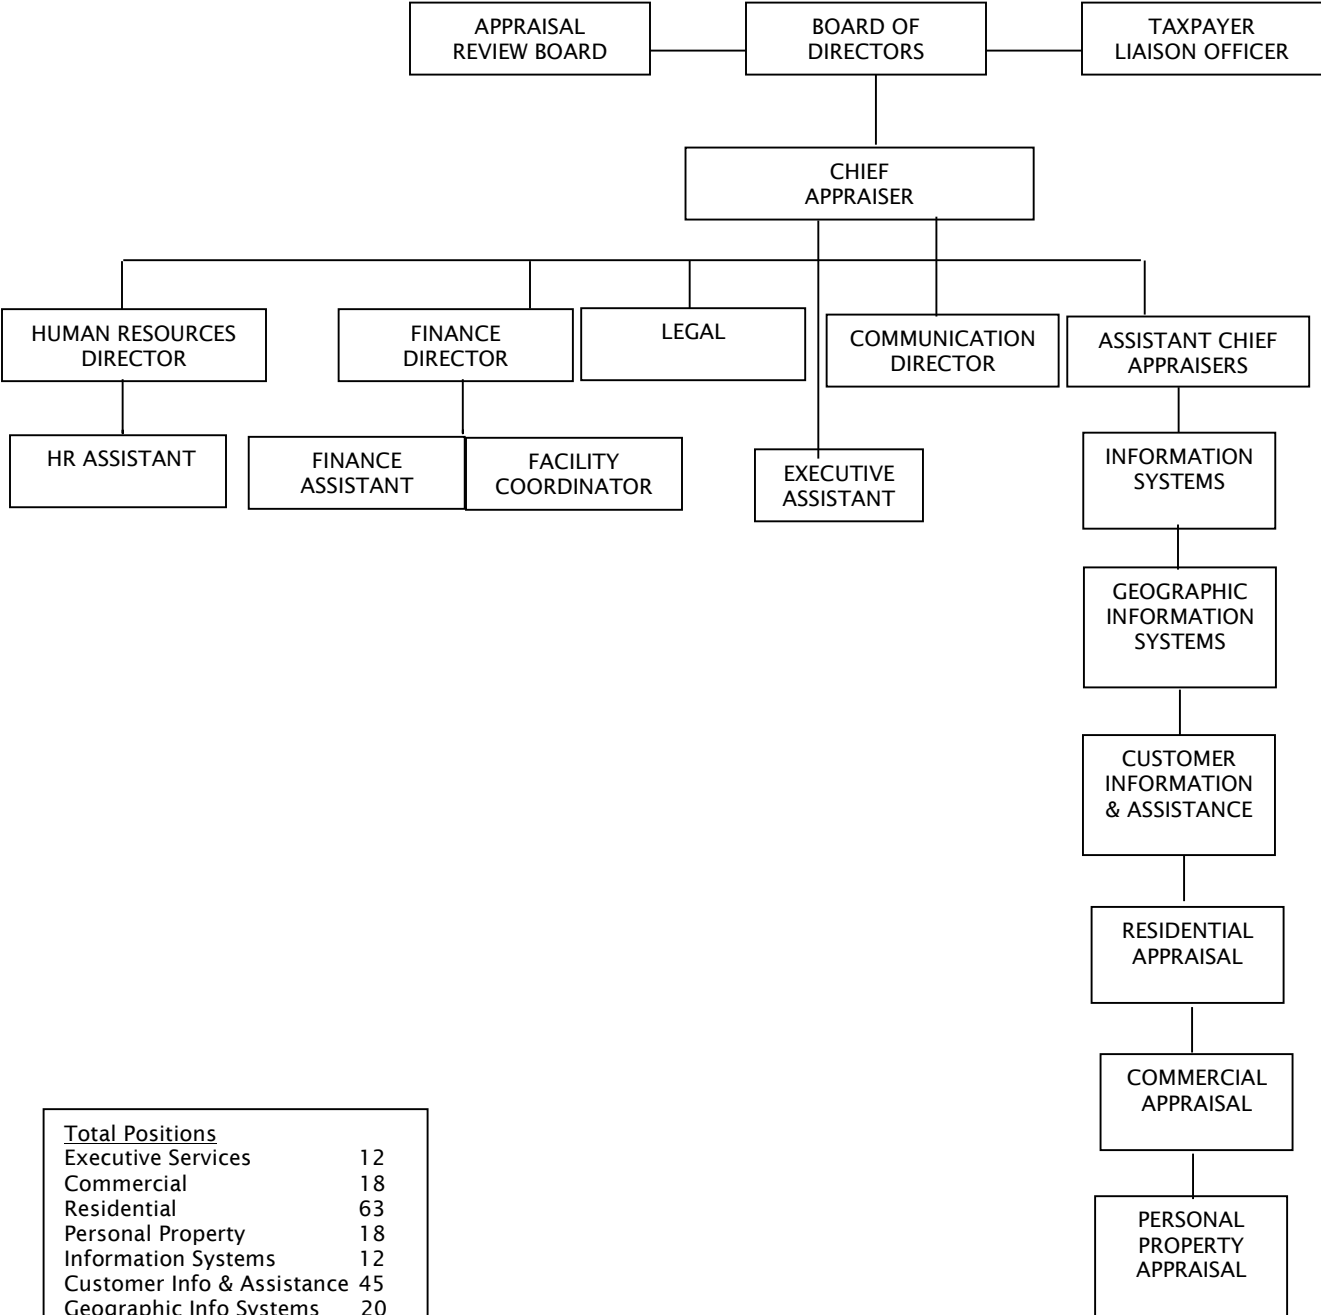 APPRAISAL
REVIEW BOARD
BOARD OF
DIRECTORS
TAXPAYER
LIAISON OFFICER
CHIEF
APPRAISER
HUMAN RESOURCES
DIRECTOR
FINANCE
DIRECTOR
LEGAL
COMMUNICATION
DIRECTOR
ASSISTANT CHIEF
APPRAISERS
HR ASSISTANT
FINANCE
ASSISTANT
FACILITY
COORDINATOR
EXECUTIVE
ASSISTANT
INFORMATION
SYSTEMS
GEOGRAPHIC
INFORMATION
SYSTEMS
CUSTOMER
INFORMATION
& ASSISTANCE
RESIDENTIAL
APPRAISAL
COMMERCIAL
APPRAISAL
PERSONAL
PROPERTY
APPRAISAL
Total Positions
Executive Services 12
Commercial 18
Residential 63
Personal Property 18
Information Systems 12
Customer Info & Assistance 45
Geographic Info Systems 20